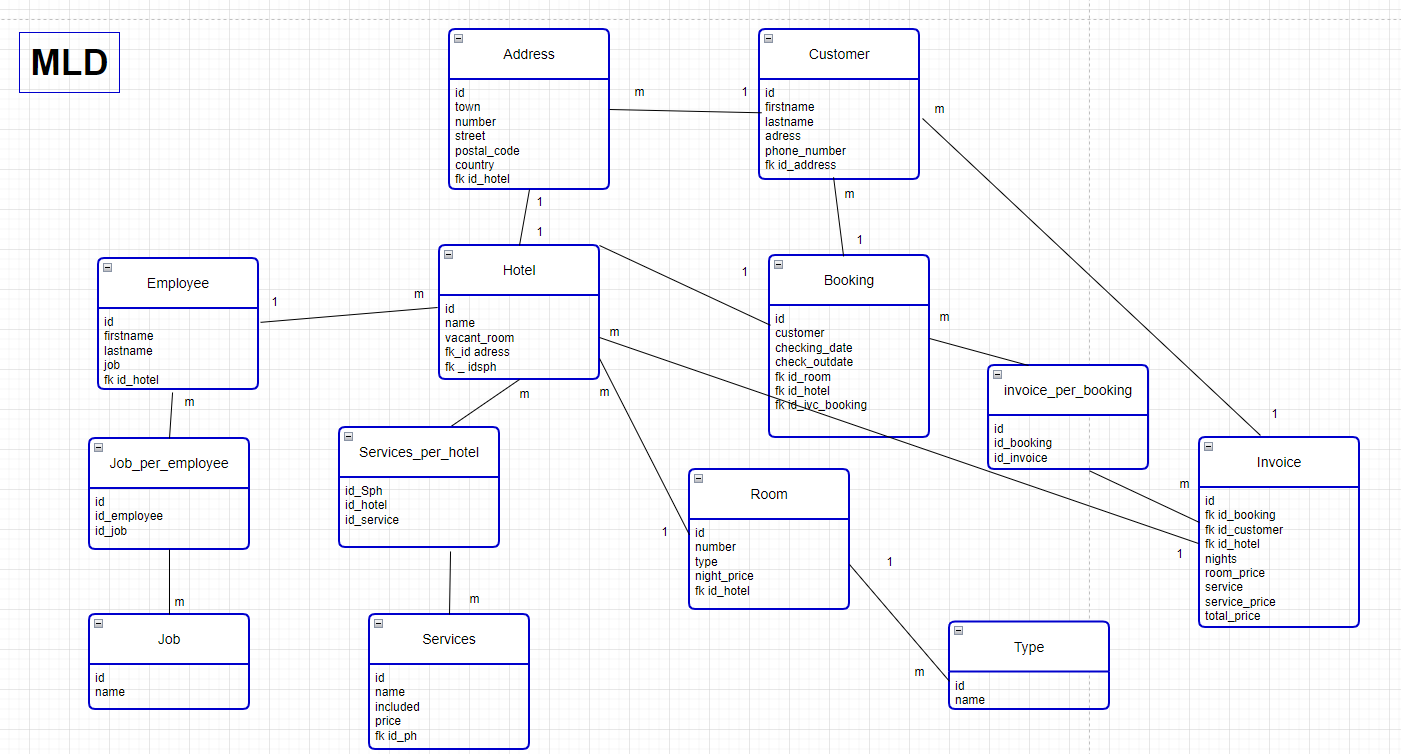 MLD
Address
id
town
number
street
postal_code
country
fk id_hotel
m
1
Customer
id
firstname
lastname
adress
phone_number
fk id_address
m
1
1
m
1
Employee
id
firstname
lastname
job
fk id_hotel
1
m
Hotel
id
name
vacant_room
fk_id adress
fk _ idsph
1
Booking
id
customer
checking_date
check_outdate
fk id_room
fk id_hotel
fk id_ivc_booking
m
m
invoice_per_booking
id
id_booking
id_invoice
m
m
m
1
Job_per_employee
id
id_employee
id_job
Services_per_hotel
id_Sph
id_hotel
id_service
Room
id
number
type
night_price
fk id_hotel
1
Invoice
id
fk id_booking
fk id_customer
fk id_hotel
nights
room_price
service
service_price
total_price
m
1
m
Job
id
name
m
Services
id
name
included
price
fk id_ph
1
m
Type
id
name